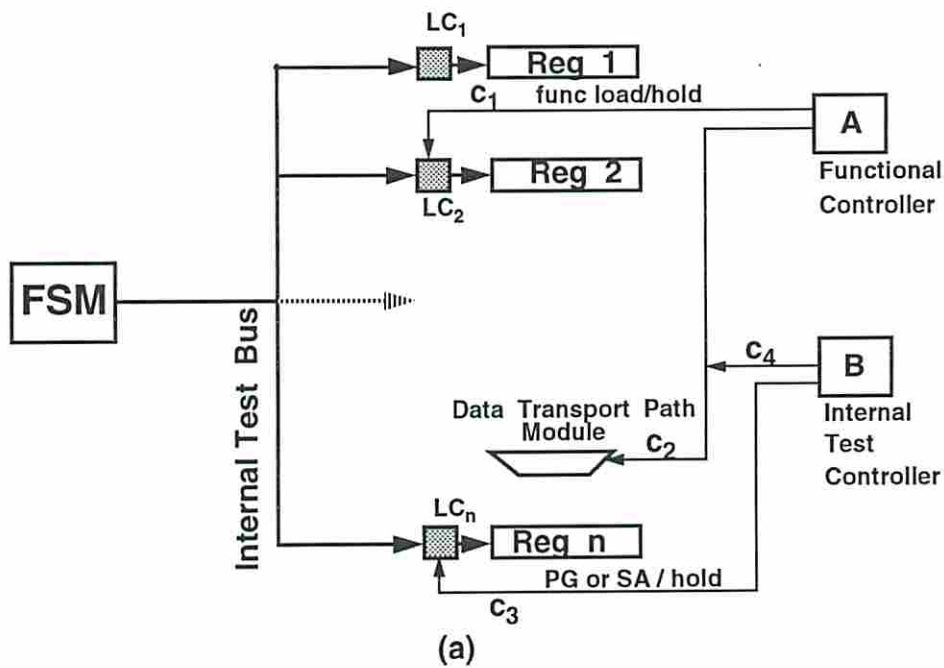 LC1
Reg 1
c1 func load/hold
A
Functional
Controller
Reg 2
LC2
FSM
Internal Test Bus
c4
B
Internal
Test
Controller
Data Transport Path
Module
c2
LCn
Reg n
PG or SA / hold
c3
(a)